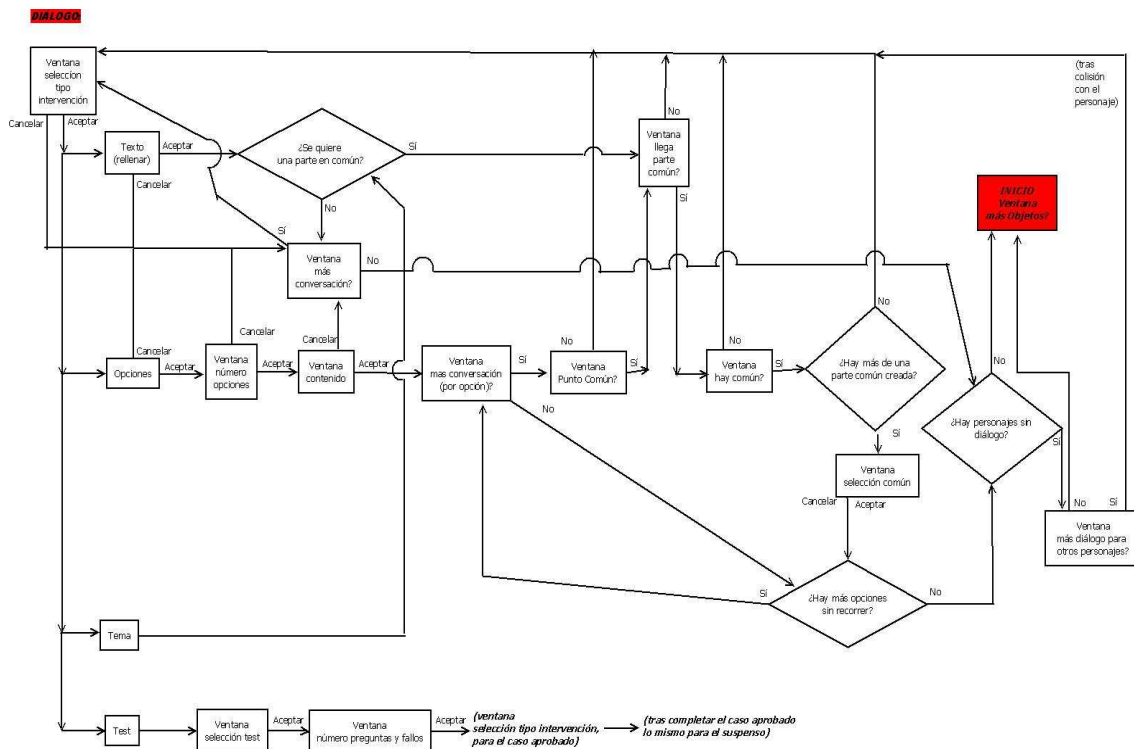 DIÁLOGO:
Ventana
seleccion
tipo
intervención
(tras
colisión
con el
personaje)
Cancelar
Aceptar
No
Texto
(rellenar)
Aceptar
¿Se quiere
una parte en común?
Sí
Ventana
llega
parte
común?
Cancelar
No
Sí
INICIO
Ventana
más Objetos?
Sí
Ventana
más
conversación?
No
No
Cancelar
Cancelar
Cancelar
Opciones
Aceptar
Ventana
número
opciones
Aceptar
Ventana
contenido
Aceptar
Ventana
mas conversación
(por opción)?
Sí
No
Ventana
Punto Común?
Sí
No
Ventana
hay común?
Sí
¿Hay más de una
parte común creada?
No
No
Sí
¿Hay personajes sin
diálogo?
Sí
Ventana
selección común
Cancelar
Aceptar
No
Sí
Ventana
más diálogo para
otros personajes?
Sí
¿Hay más opciones
sin recorrer?
No
Tema
Test
Ventana
selección test
Aceptar
Ventana
número preguntas y fallos
Aceptar
(ventana
selección tipo intervención,
para el caso aprobado)
(tras completar el caso aprobado
lo mismo para el suspenso)